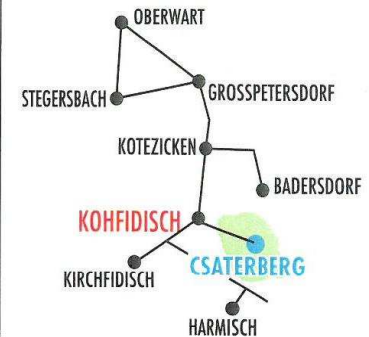 OBERWART
STEGERSBACH
GROSSPETERSDORF
KOTEZICKEN
BADERSDORF
KOHFIDISCH
CSATERBERG
KIRCHFIDISCH
HARMISCH